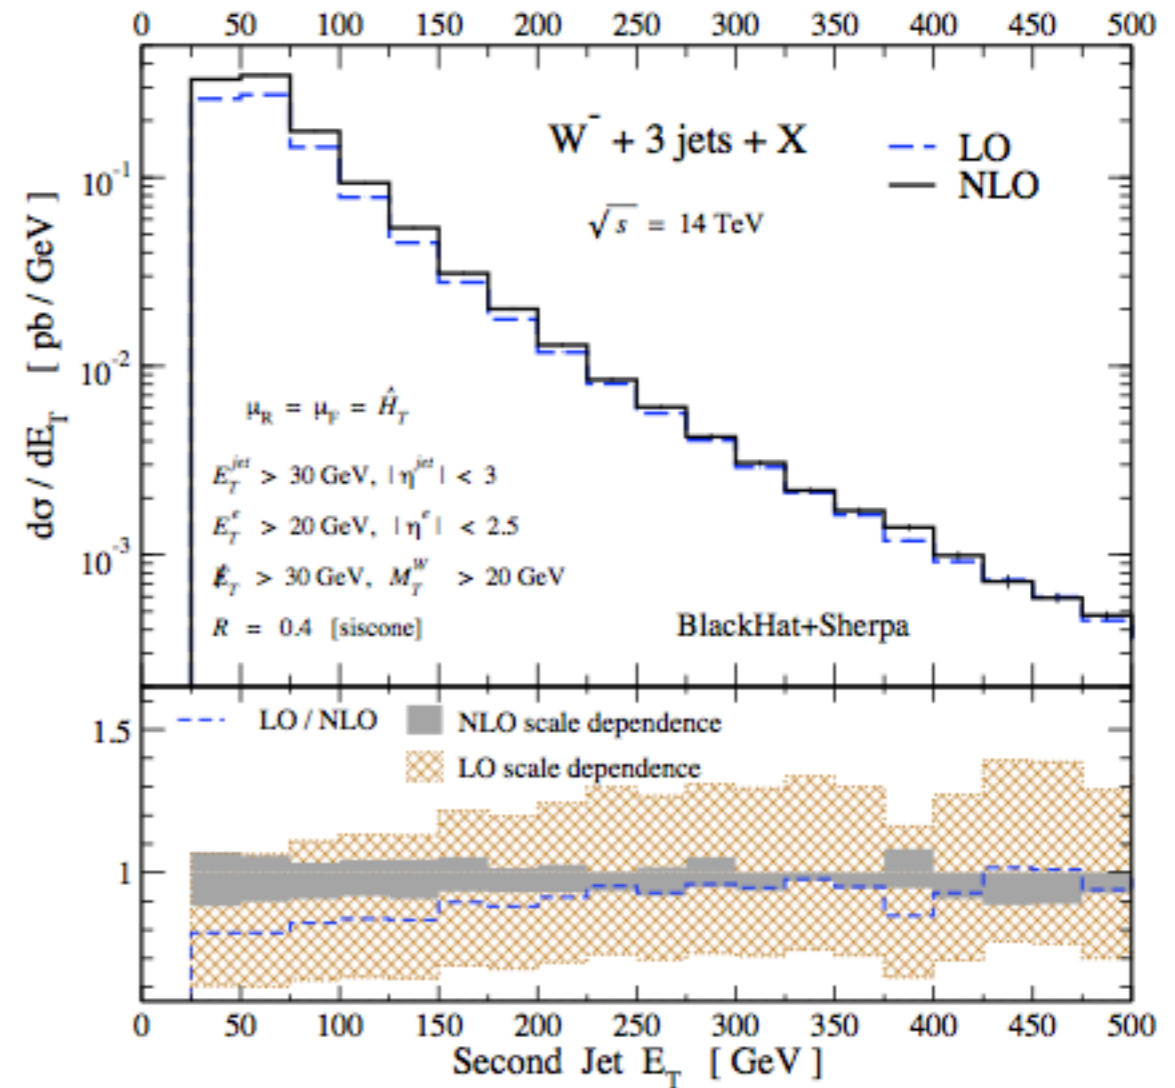 0 50 100 150 200 250 300 350 400 450 500
W⁻ + 3 jets + X
LO
NLO
√s = 14 TeV
10⁻¹
10⁻²
10⁻³
dσ / dE_T [ pb / GeV ]
μ_R = μ_F = Ĥ_T
E_T^jet > 30 GeV, | η^jet | < 3
E_T^e > 20 GeV, | η^e | < 2.5
E̸_T > 30 GeV, M_T^W > 20 GeV
R = 0.4 [siscone]
BlackHat+Sherpa
LO / NLO
NLO scale dependence
LO scale dependence
1.5
1
0 50 100 150 200 250 300 350 400 450 500
Second Jet E_T [ GeV ]